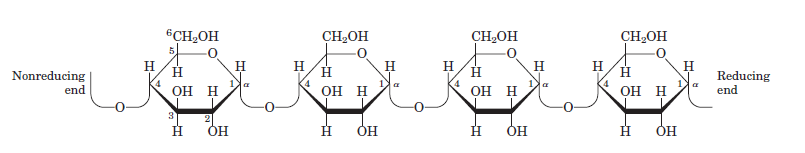 ⁶CH₂OH CH₂OH CH₂OH CH₂OH
5 O O O O
H H H H H H H H
H H H H
Nonreducing 4 1 α 4 1 α 4 1 α 4 1 α Reducing
end OH H OH H OH H OH H end
O O O O
3 2
H OH H OH H OH H OH